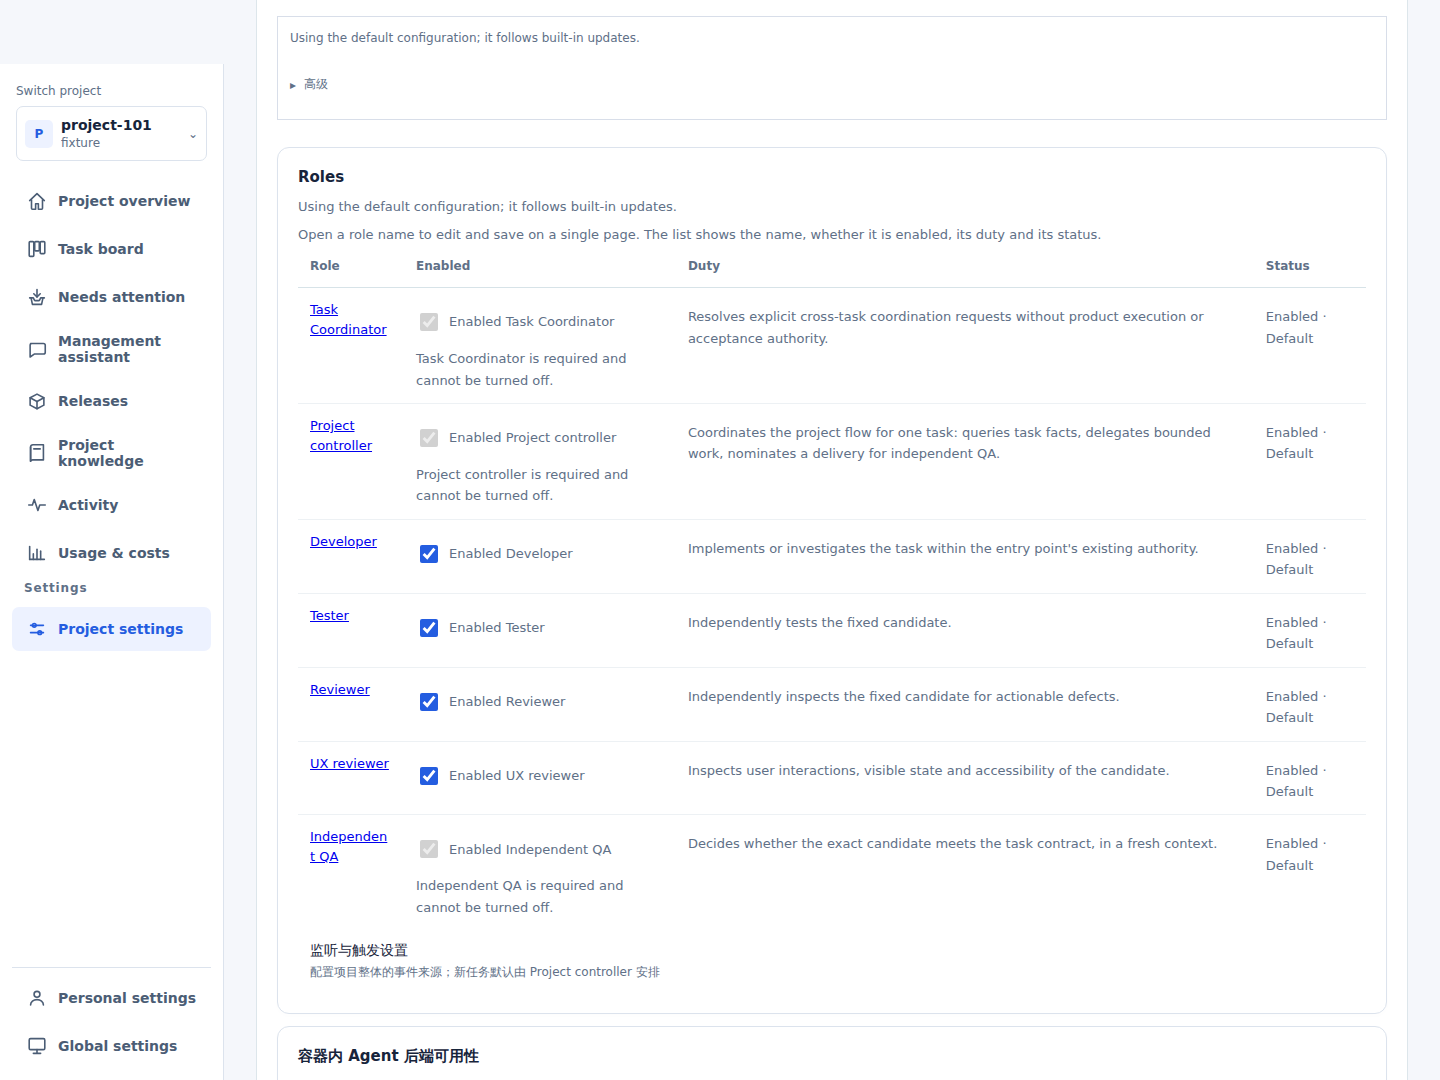 Switch project
P
project-101
fixture
Project overview
Task board
Needs attention
Management
assistant
Releases
Project
knowledge
Activity
Usage & costs
Settings
Project settings
Personal settings
Global settings
Using the default configuration; it follows built-in updates.
高级
Roles
Using the default configuration; it follows built-in updates.
Open a role name to edit and save on a single page. The list shows the name, whether it is enabled, its duty and its status.
Role Enabled Duty Status
Task
Coordinator
Enabled Task Coordinator
Task Coordinator is required and
cannot be turned off.
Resolves explicit cross-task coordination requests without product execution or
acceptance authority.
Enabled ·
Default
Project
controller
Enabled Project controller
Project controller is required and
cannot be turned off.
Coordinates the project flow for one task: queries task facts, delegates bounded
work, nominates a delivery for independent QA.
Enabled ·
Default
Developer
Enabled Developer
Implements or investigates the task within the entry point's existing authority.
Enabled ·
Default
Tester
Enabled Tester
Independently tests the fixed candidate.
Enabled ·
Default
Reviewer
Enabled Reviewer
Independently inspects the fixed candidate for actionable defects.
Enabled ·
Default
UX reviewer
Enabled UX reviewer
Inspects user interactions, visible state and accessibility of the candidate.
Enabled ·
Default
Independen
t QA
Enabled Independent QA
Independent QA is required and
cannot be turned off.
Decides whether the exact candidate meets the task contract, in a fresh context.
Enabled ·
Default
监听与触发设置
配置项目整体的事件来源；新任务默认由 Project controller 安排
容器内 Agent 后端可用性